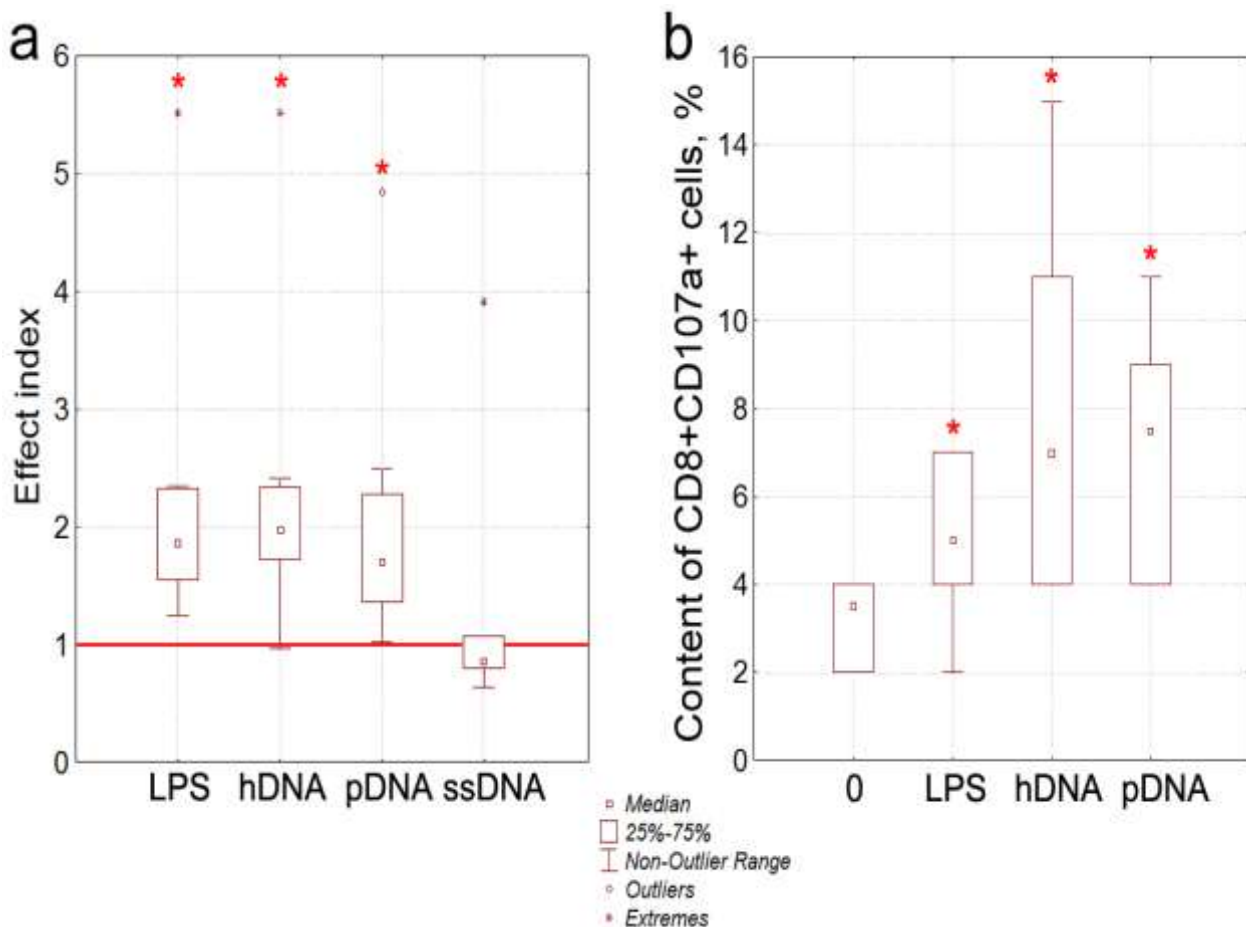 a
Effect index
6
5
4
3
2
1
0
*
*
*
LPS hDNA pDNA ssDNA
b
Content of CD8+CD107a+ cells, %
16
14
12
10
8
6
4
2
0
*
*
*
0 LPS hDNA pDNA
Median
25%-75%
Non-Outlier Range
Outliers
Extremes